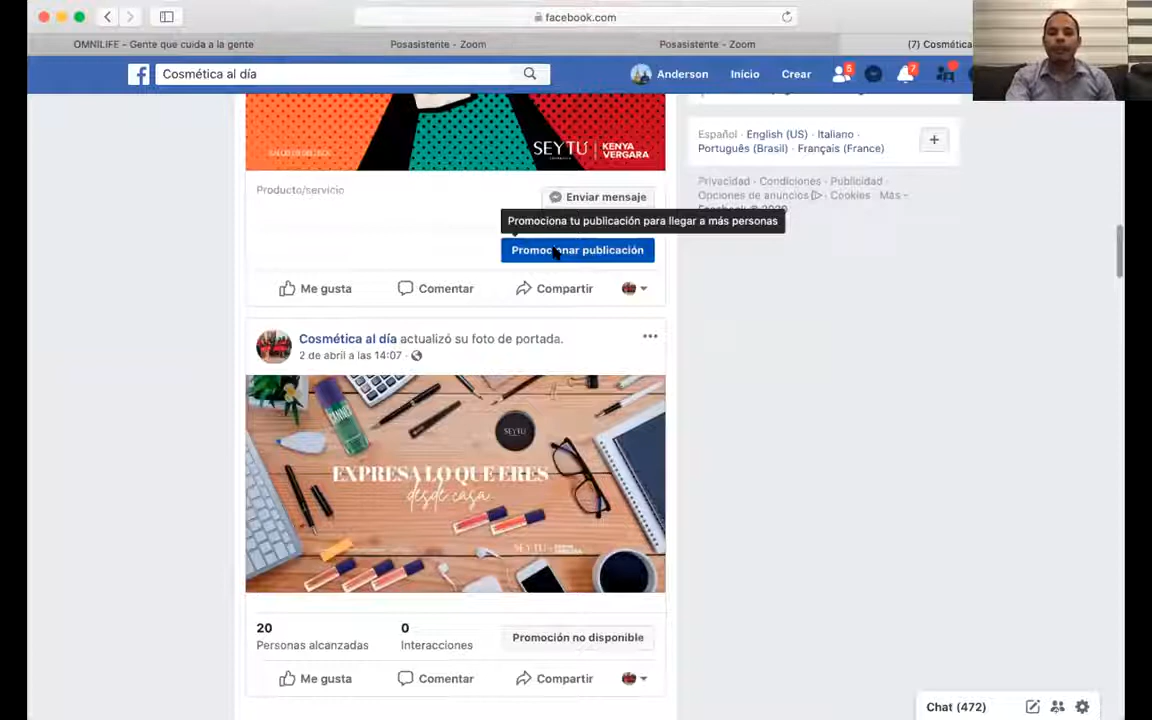 facebook.com
OMNILIFE - Gente que cuida a la gente
Posasistente - Zoom
Posasistente - Zoom
(7) Cosmética
Cosmética al día
Anderson
Inicio
Crear
5
7
SEYTÚ | KENYA VERGARA
Español · English (US) · Italiano ·
Português (Brasil) · Français (France)
Privacidad · Condiciones · Publicidad ·
Opciones de anuncios · Cookies · Más
Producto/servicio
Enviar mensaje
Promociona tu publicación para llegar a más personas
Promocionar publicación
Me gusta
Comentar
Compartir
Cosmética al día actualizó su foto de portada.
2 de abril a las 14:07 ·
SEYTÚ
EXPRESA LO QUE ERES
desde casa
20
Personas alcanzadas
0
Interacciones
Promoción no disponible
Me gusta
Comentar
Compartir
Chat (472)